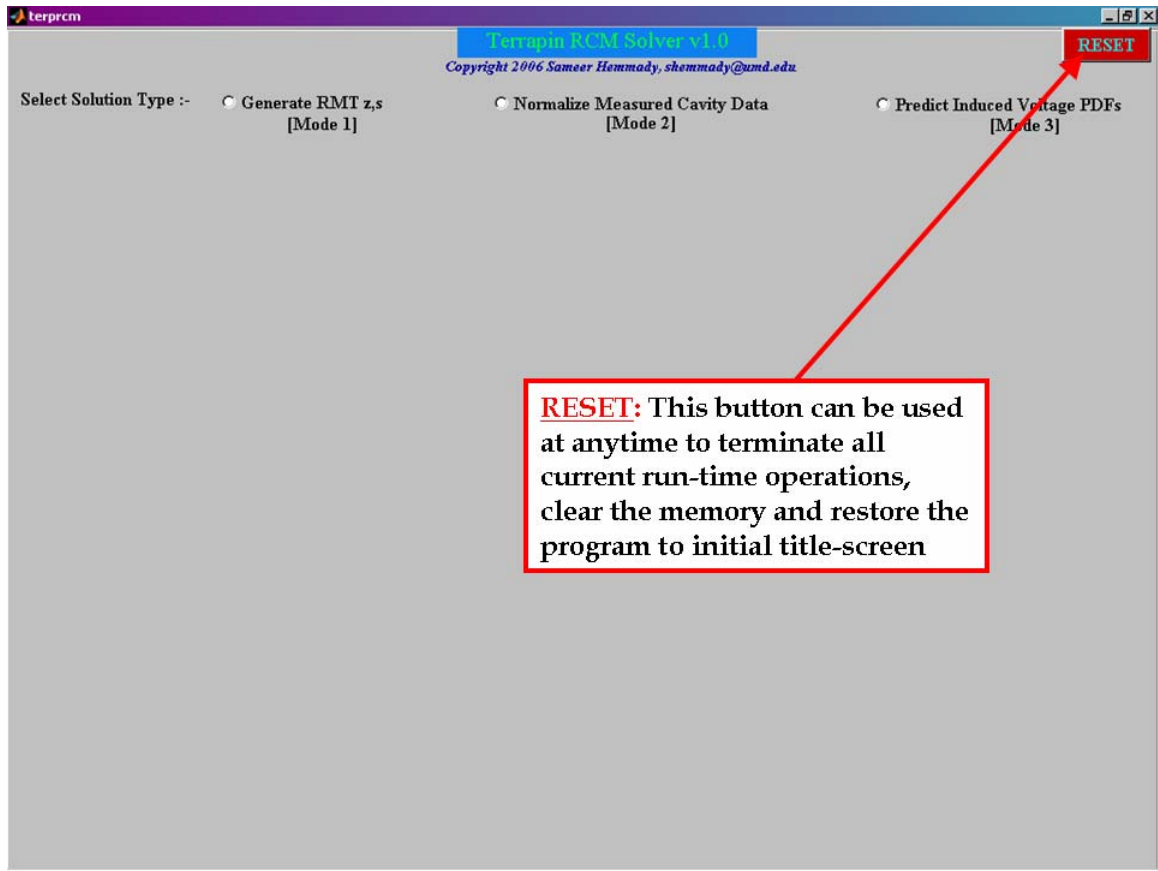 terprcm
Terrapin RCM Solver v1.0
RESET
Copyright 2006 Sameer Hemmady, shemmady@umd.edu
Select Solution Type :-
Generate RMT z,s
[Mode 1]
Normalize Measured Cavity Data
[Mode 2]
Predict Induced Voltage PDFs
[Mode 3]
RESET: This button can be used
at anytime to terminate all
current run-time operations,
clear the memory and restore the
program to initial title-screen